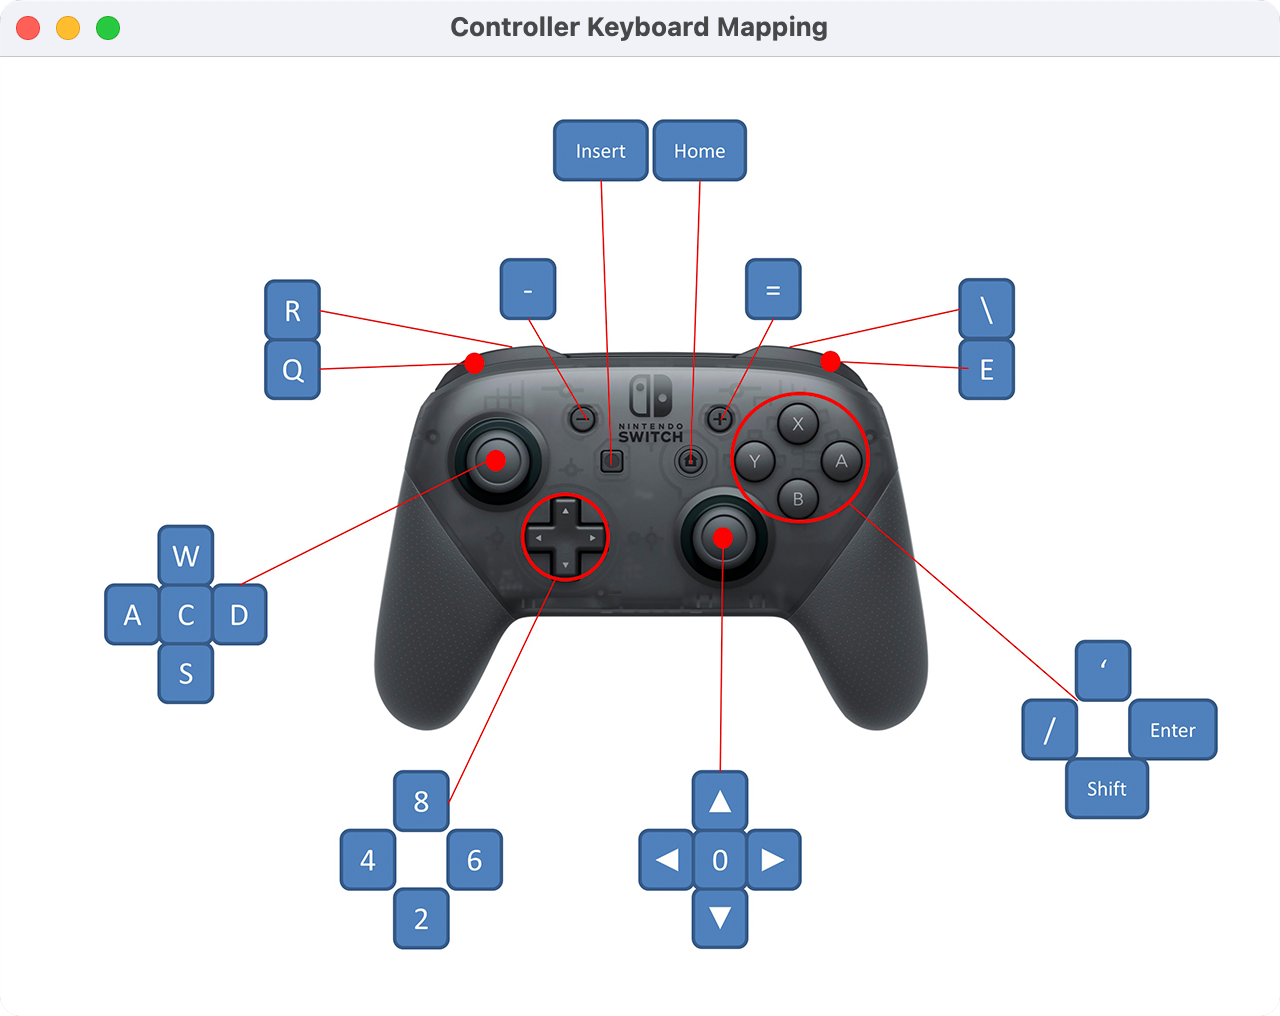 Controller Keyboard Mapping
Insert Home
- =
R \
Q E
NINTENDO
SWITCH
X
Y A
B
W
A C D
S
‘
/ Enter
Shift
8
4 6
2
▲
◀ 0 ▶
▼